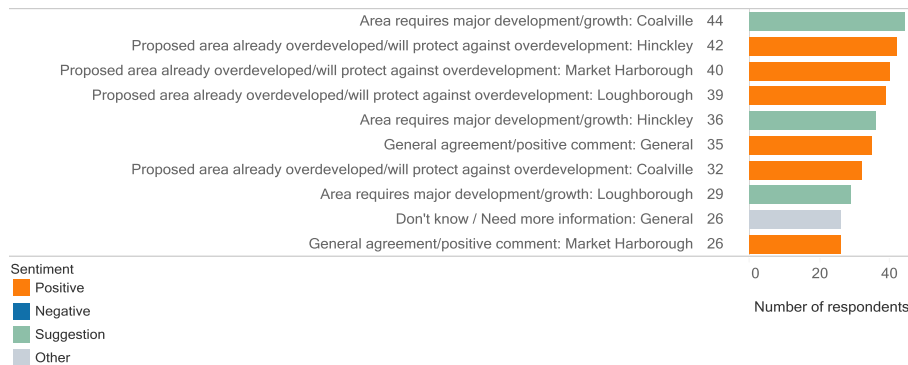 Area requires major development/growth: Coalville 44
Proposed area already overdeveloped/will protect against overdevelopment: Hinckley 42
Proposed area already overdeveloped/will protect against overdevelopment: Market Harborough 40
Proposed area already overdeveloped/will protect against overdevelopment: Loughborough 39
Area requires major development/growth: Hinckley 36
General agreement/positive comment: General 35
Proposed area already overdeveloped/will protect against overdevelopment: Coalville 32
Area requires major development/growth: Loughborough 29
Don't know / Need more information: General 26
General agreement/positive comment: Market Harborough 26
0 20 40
Number of respondents
Sentiment
Positive
Negative
Suggestion
Other